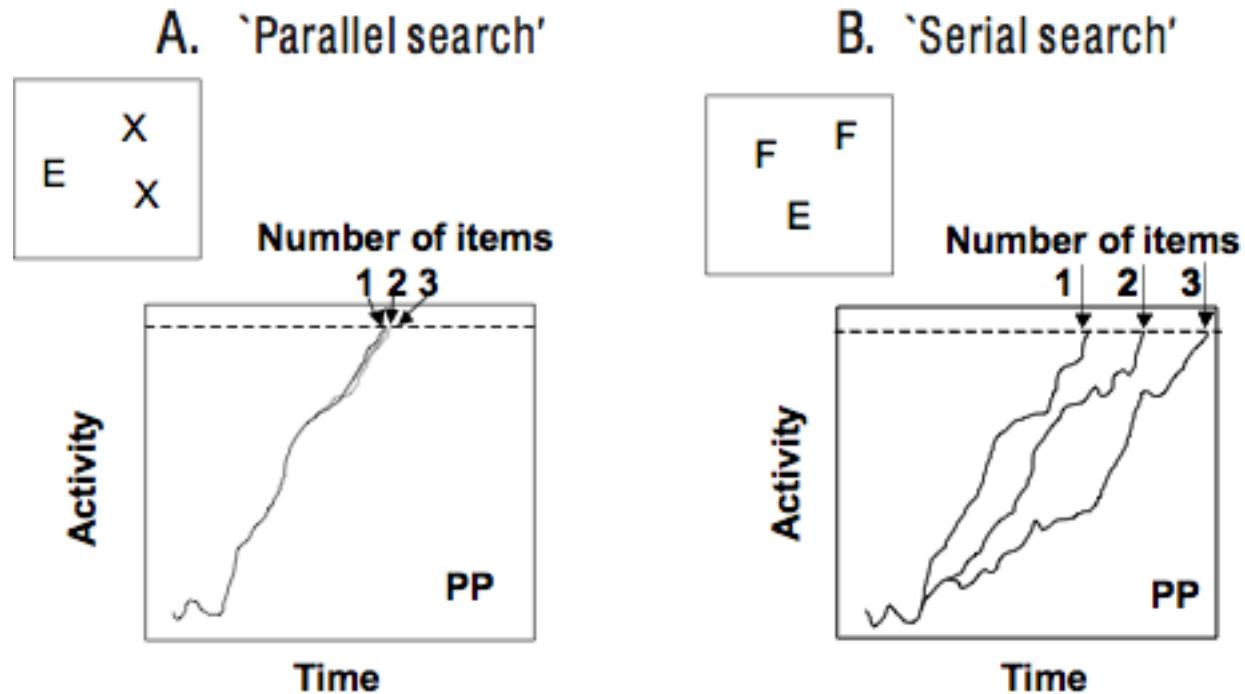 A. `Parallel search'
X
E
X
Number of items
1 2 3
Activity
PP
Time
B. `Serial search'
F
F
E
Number of items
1 2 3
Activity
PP
Time